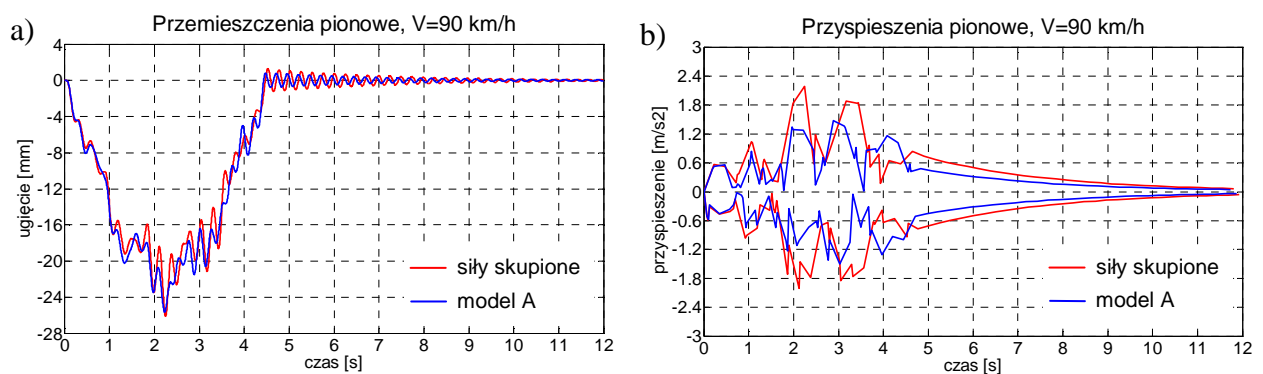 a)
Przemieszczenia pionowe, V=90 km/h
4
0
-4
-8
-12
-16
-20
-24
-28
ugięcie [mm]
siły skupione
model A
0 1 2 3 4 5 6 7 8 9 10 11 12
czas [s]
b)
Przyspieszenia pionowe, V=90 km/h
3
2.4
1.8
1.2
0.6
0
-0.6
-1.2
-1.8
-2.4
-3
przyspieszenie [m/s2]
siły skupione
model A
0 1 2 3 4 5 6 7 8 9 10 11 12
czas [s]